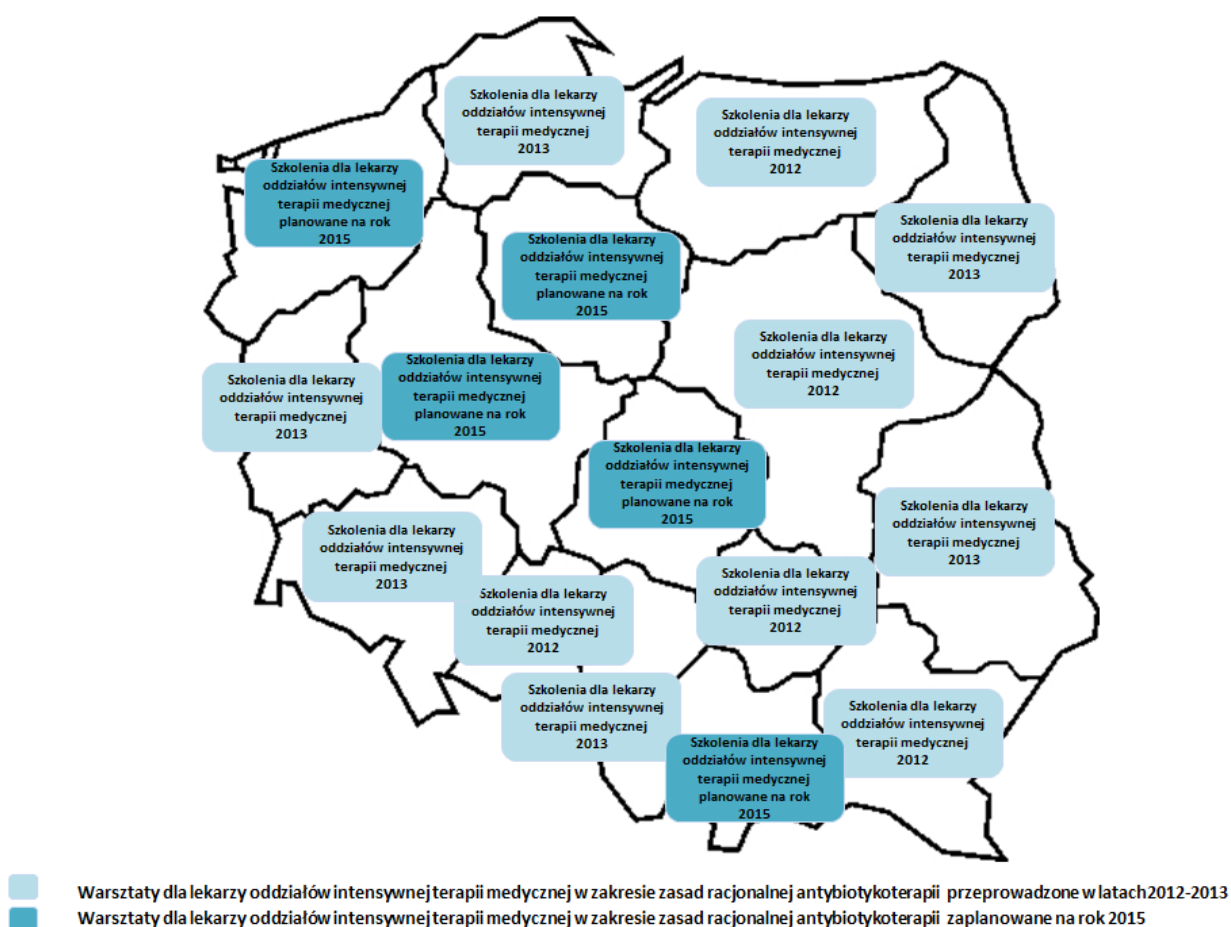 Szkolenia dla lekarzy
oddziałów intensywnej
terapii medycznej
2013
Szkolenia dla lekarzy
oddziałów intensywnej
terapii medycznej
2012
Szkolenia dla lekarzy
oddziałów intensywnej
terapii medycznej
planowane na rok
2015
Szkolenia dla lekarzy
oddziałów intensywnej
terapii medycznej
2013
Szkolenia dla lekarzy
oddziałów intensywnej
terapii medycznej
planowane na rok
2015
Szkolenia dla lekarzy
oddziałów intensywnej
terapii medycznej
2012
Szkolenia dla lekarzy
oddziałów intensywnej
terapii medycznej
2013
Szkolenia dla lekarzy
oddziałów intensywnej
terapii medycznej
planowane na rok
2015
Szkolenia dla lekarzy
oddziałów intensywnej
terapii medycznej
planowane na rok
2015
Szkolenia dla lekarzy
oddziałów intensywnej
terapii medycznej
2013
Szkolenia dla lekarzy
oddziałów intensywnej
terapii medycznej
2013
Szkolenia dla lekarzy
oddziałów intensywnej
terapii medycznej
2012
Szkolenia dla lekarzy
oddziałów intensywnej
terapii medycznej
2012
Szkolenia dla lekarzy
oddziałów intensywnej
terapii medycznej
2013
Szkolenia dla lekarzy
oddziałów intensywnej
terapii medycznej
2012
Szkolenia dla lekarzy
oddziałów intensywnej
terapii medycznej
planowane na rok
2015
Warsztaty dla lekarzy oddziałów intensywnej terapii medycznej w zakresie zasad racjonalnej antybiotykoterapii przeprowadzone w latach 2012-2013
Warsztaty dla lekarzy oddziałów intensywnej terapii medycznej w zakresie zasad racjonalnej antybiotykoterapii zaplanowane na rok 2015